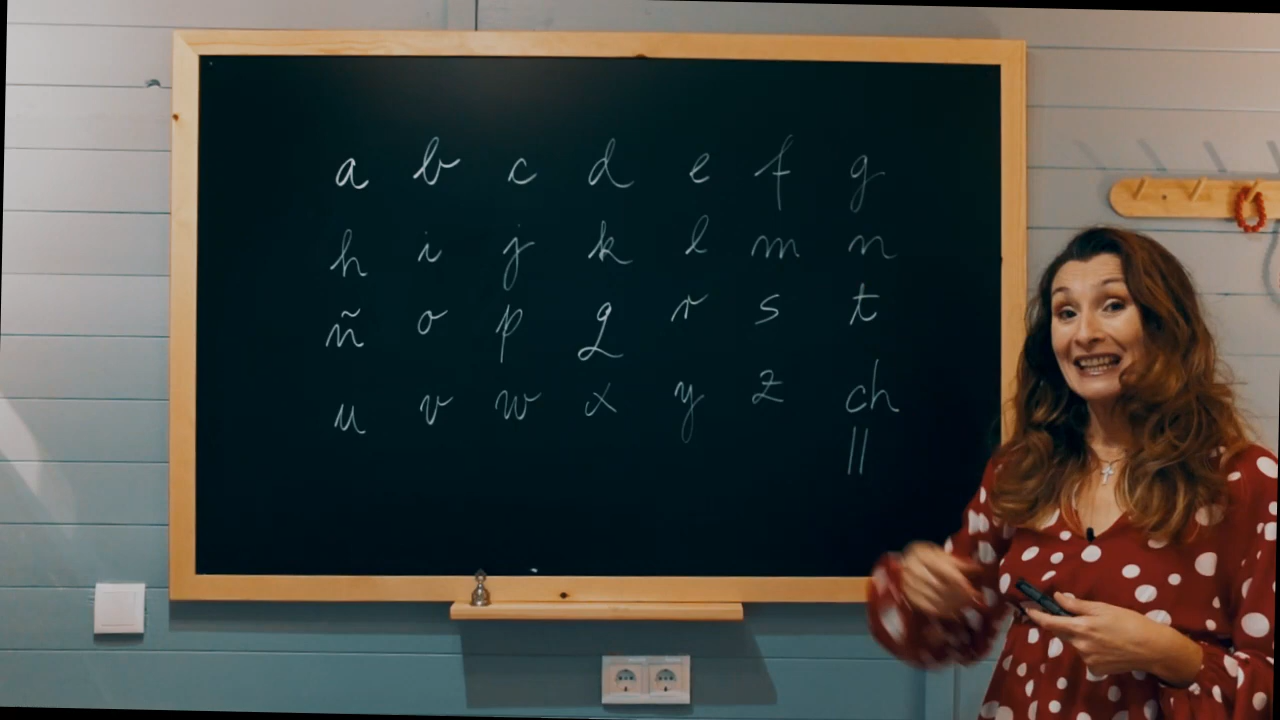 a b c d e f g
h i j k l m n
ñ o p q r s t
u v w x y z ch
ll